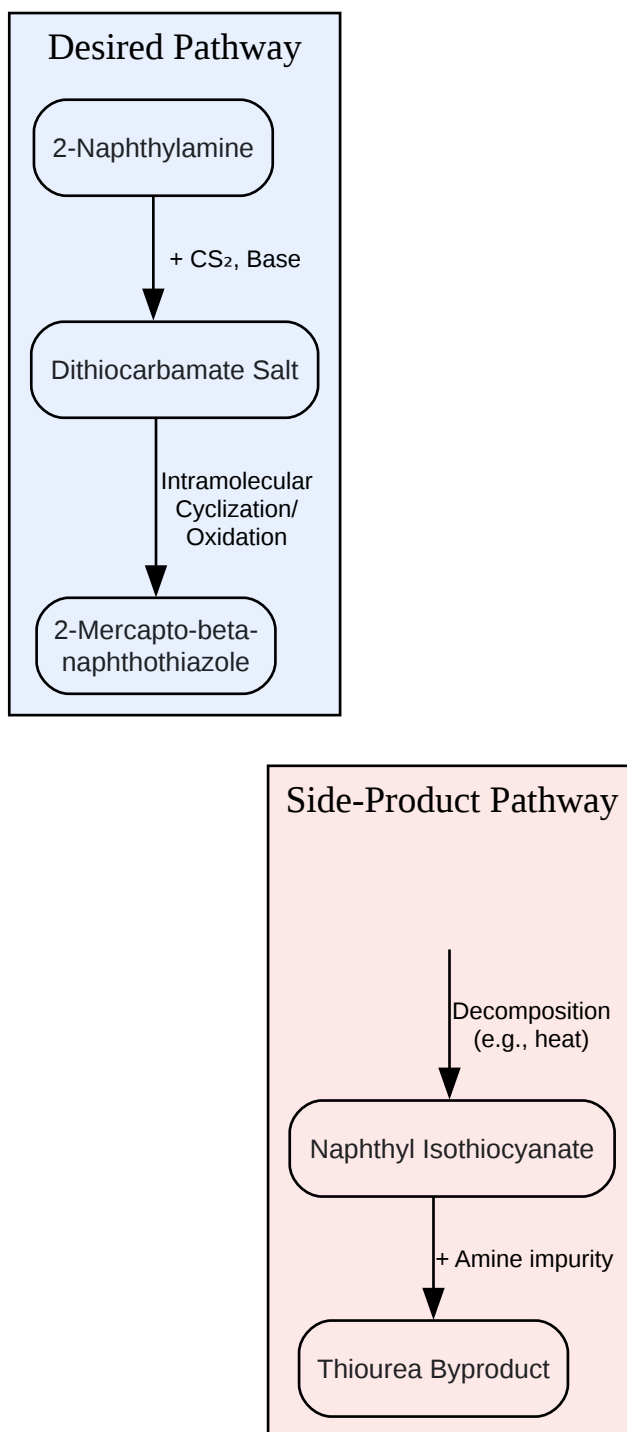 Desired Pathway
2-Naphthylamine
+ CS₂, Base
Dithiocarbamate Salt
Intramolecular
Cyclization/
Oxidation
2-Mercapto-beta-
naphthothiazole
Side-Product Pathway
Decomposition
(e.g., heat)
Naphthyl Isothiocyanate
+ Amine impurity
Thiourea Byproduct